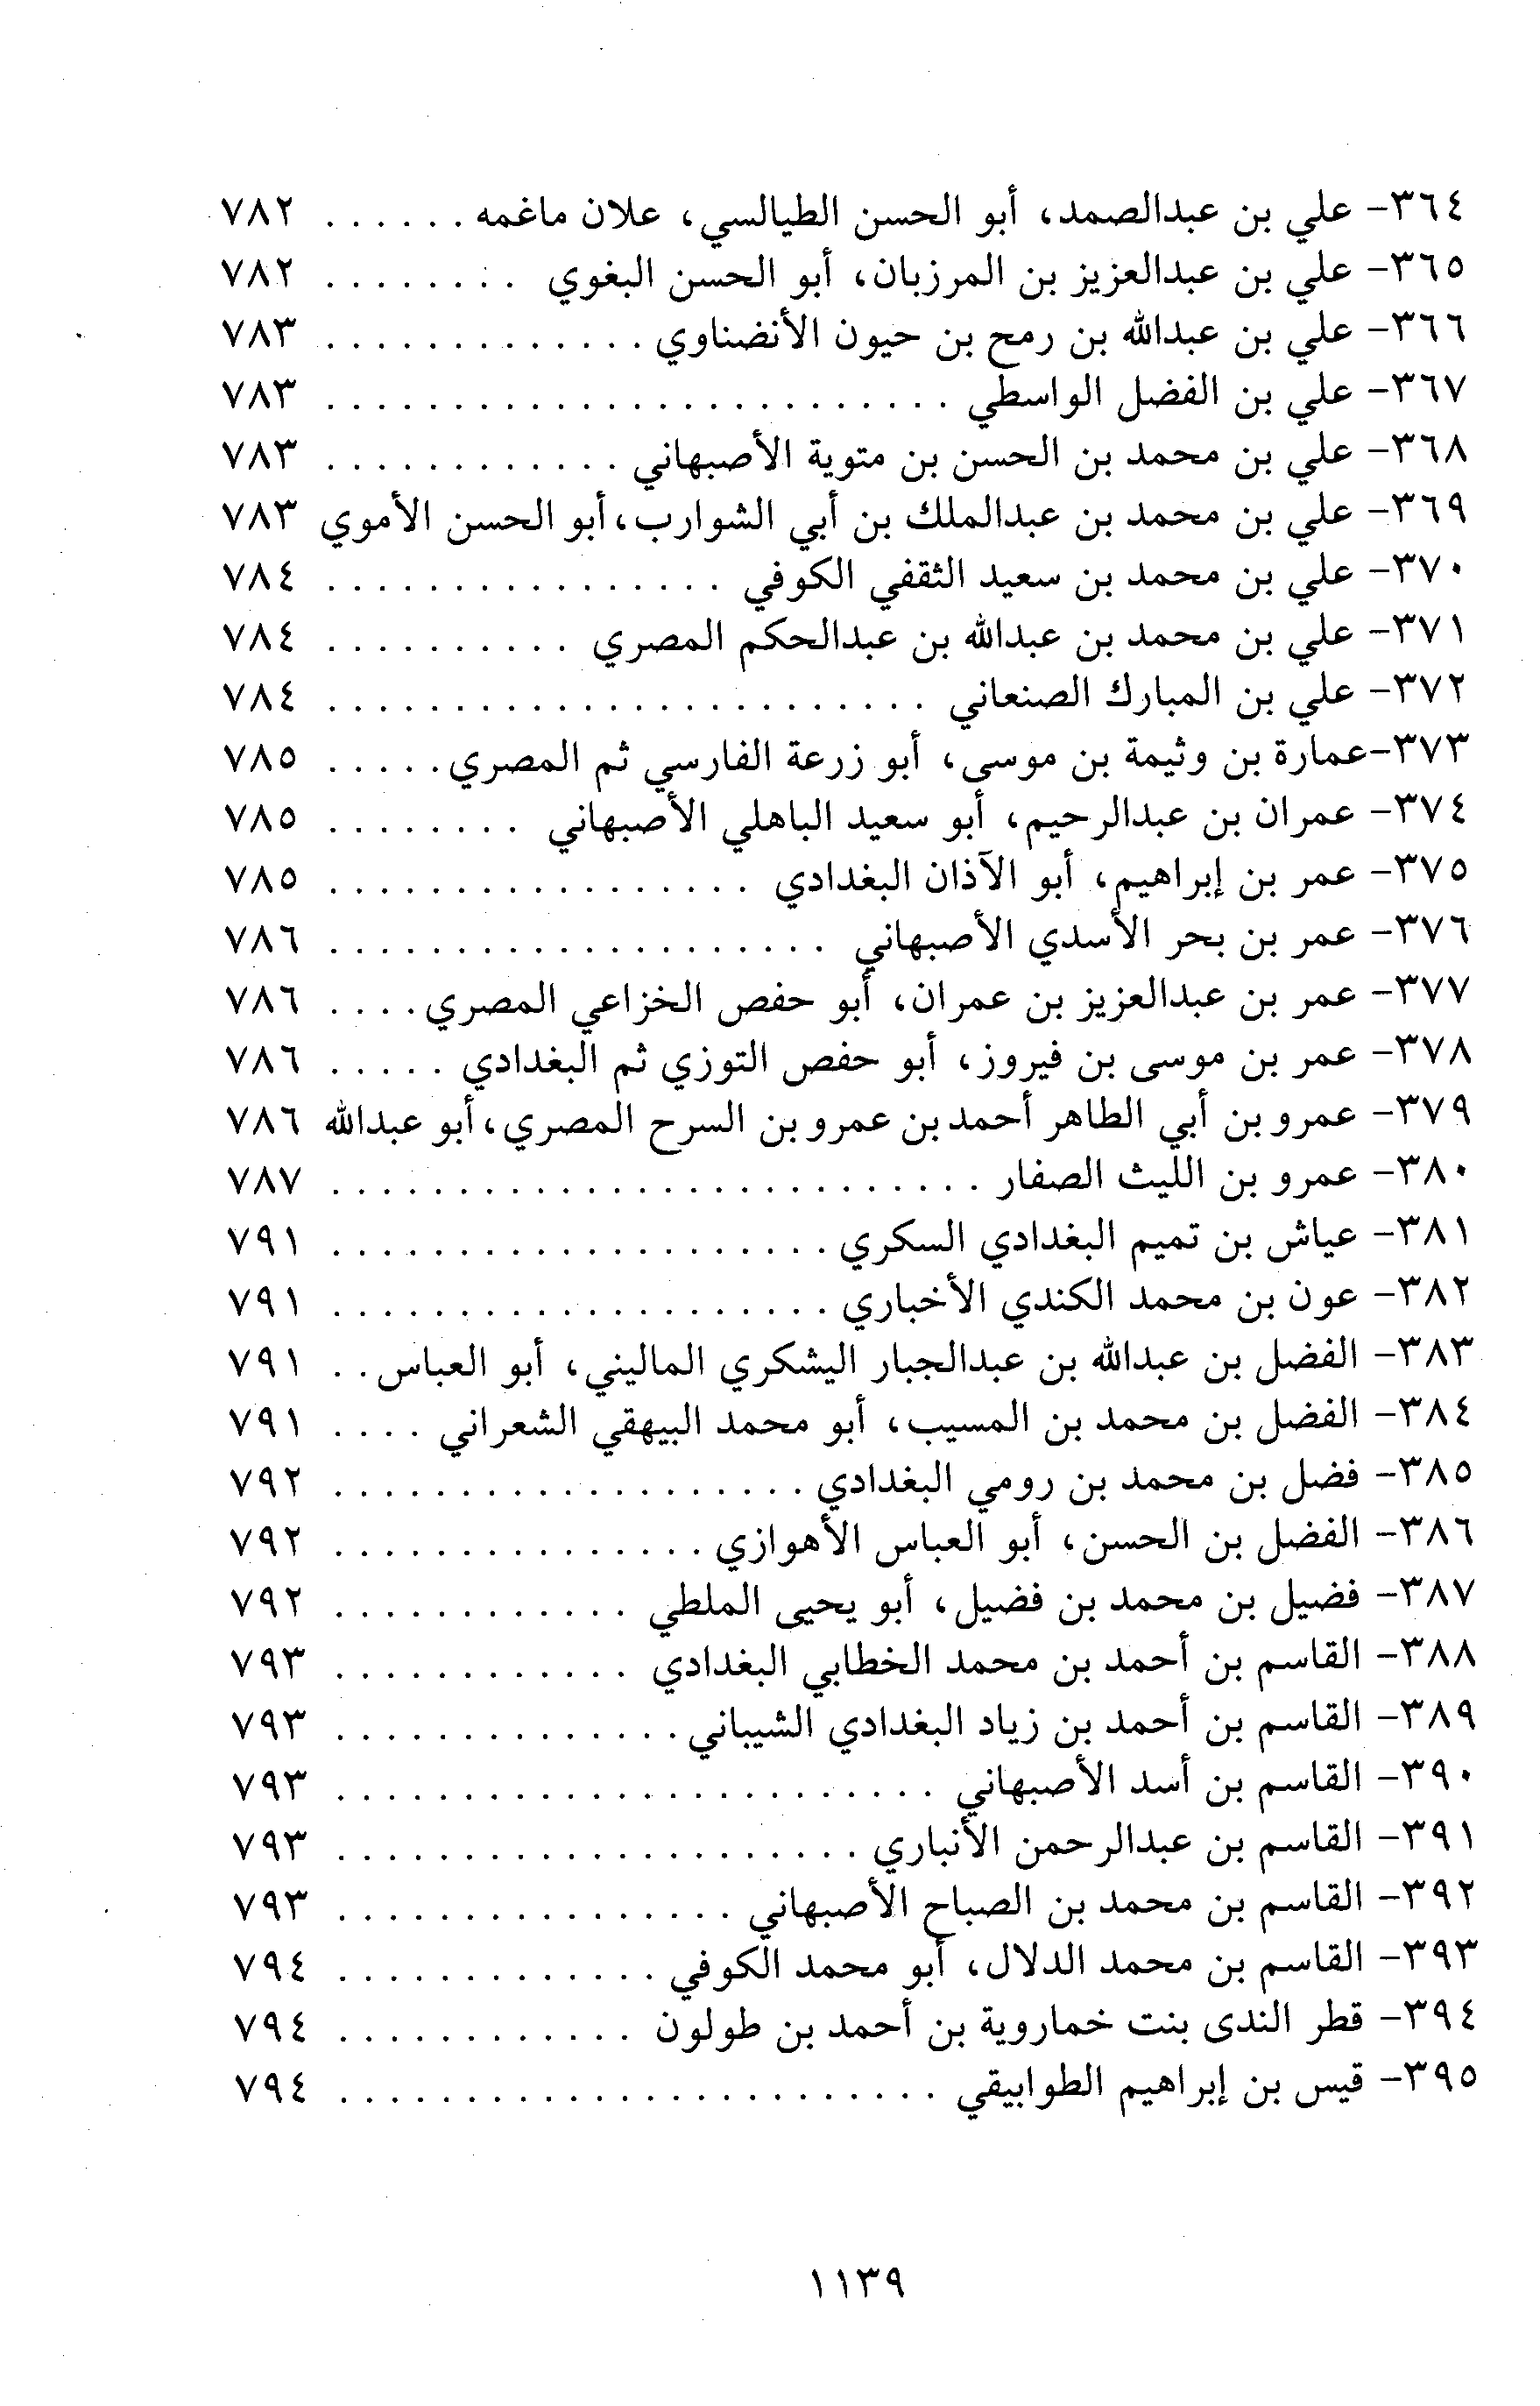 ٣٦٤- علي بن عبدالصمد، أبو الحسن الطيالسي، علان ماغمه . . . . . . ٧٨٢
٣٦٥- علي بن عبدالعزيز بن المرزبان، أبو الحسن البغوي . . . . . . . . ٧٨٢
٣٦٦- علي بن عبدالله بن رمح بن حيون الأنضناوي . . . . . . . . . . . . . ٧٨٣
٣٦٧- علي بن الفضل الواسطي . . . . . . . . . . . . . . . . . . . . . . . . . ٧٨٣
٣٦٨- علي بن محمد بن الحسن بن متوية الأصبهاني . . . . . . . . . . . . ٧٨٣
٣٦٩- علي بن محمد بن عبدالملك بن أبي الشوارب، أبو الحسن الأموي ٧٨٣
٣٧٠- علي بن محمد بن سعيد الثقفي الكوفي . . . . . . . . . . . . . . . . ٧٨٤
٣٧١- علي بن محمد بن عبدالله بن عبدالحكم المصري . . . . . . . . . . ٧٨٤
٣٧٢- علي بن المبارك الصنعاني . . . . . . . . . . . . . . . . . . . . . . . . ٧٨٤
٣٧٣-عمارة بن وثيمة بن موسى، أبو زرعة الفارسي ثم المصري. . . . . ٧٨٥
٣٧٤- عمران بن عبدالرحيم، أبو سعيد الباهلي الأصبهاني . . . . . . . . ٧٨٥
٣٧٥- عمر بن إبراهيم، أبو الآذان البغدادي . . . . . . . . . . . . . . . . . ٧٨٥
٣٧٦- عمر بن بحر الأسدي الأصبهاني . . . . . . . . . . . . . . . . . . . . ٧٨٦
٣٧٧- عمر بن عبدالعزيز بن عمران، أبو حفص الخزاعي المصري. . . . ٧٨٦
٣٧٨- عمر بن موسى بن فيروز، أبو حفص التوزي ثم البغدادي . . . . . ٧٨٦
٣٧٩- عمرو بن أبي الطاهر أحمد بن عمرو بن السرح المصري، أبو عبدالله ٧٨٦
٣٨٠- عمرو بن الليث الصفار . . . . . . . . . . . . . . . . . . . . . . . . . . ٧٨٧
٣٨١- عياش بن تميم البغدادي السكري . . . . . . . . . . . . . . . . . . . . ٧٩١
٣٨٢- عون بن محمد الكندي الأخباري . . . . . . . . . . . . . . . . . . . . ٧٩١
٣٨٣- الفضل بن عبدالله بن عبدالجبار اليشكري الماليني، أبو العباس. . ٧٩١
٣٨٤- الفضل بن محمد بن المسيب، أبو محمد البيهقي الشعراني . . . . ٧٩١
٣٨٥- فضل بن محمد بن رومي البغدادي . . . . . . . . . . . . . . . . . . . ٧٩٢
٣٨٦- الفضل بن الحسن، أبو العباس الأهوازي . . . . . . . . . . . . . . . ٧٩٢
٣٨٧- فضيل بن محمد بن فضيل، أبو يحيى الملطي . . . . . . . . . . . . ٧٩٢
٣٨٨- القاسم بن أحمد بن محمد الخطابي البغدادي . . . . . . . . . . . . ٧٩٣
٣٨٩- القاسم بن أحمد بن زياد البغدادي الشيباني . . . . . . . . . . . . . . ٧٩٣
٣٩٠- القاسم بن أسد الأصبهاني . . . . . . . . . . . . . . . . . . . . . . . . ٧٩٣
٣٩١- القاسم بن عبدالرحمن الأنباري . . . . . . . . . . . . . . . . . . . . . ٧٩٣
٣٩٢- القاسم بن محمد بن الصباح الأصبهاني . . . . . . . . . . . . . . . . ٧٩٣
٣٩٣- القاسم بن محمد الدلال، أبو محمد الكوفي . . . . . . . . . . . . . ٧٩٤
٣٩٤- قطر الندى بنت خماروية بن أحمد بن طولون . . . . . . . . . . . . ٧٩٤
٣٩٥- قيس بن إبراهيم الطوابيقي . . . . . . . . . . . . . . . . . . . . . . . . ٧٩٤
١١٣٩